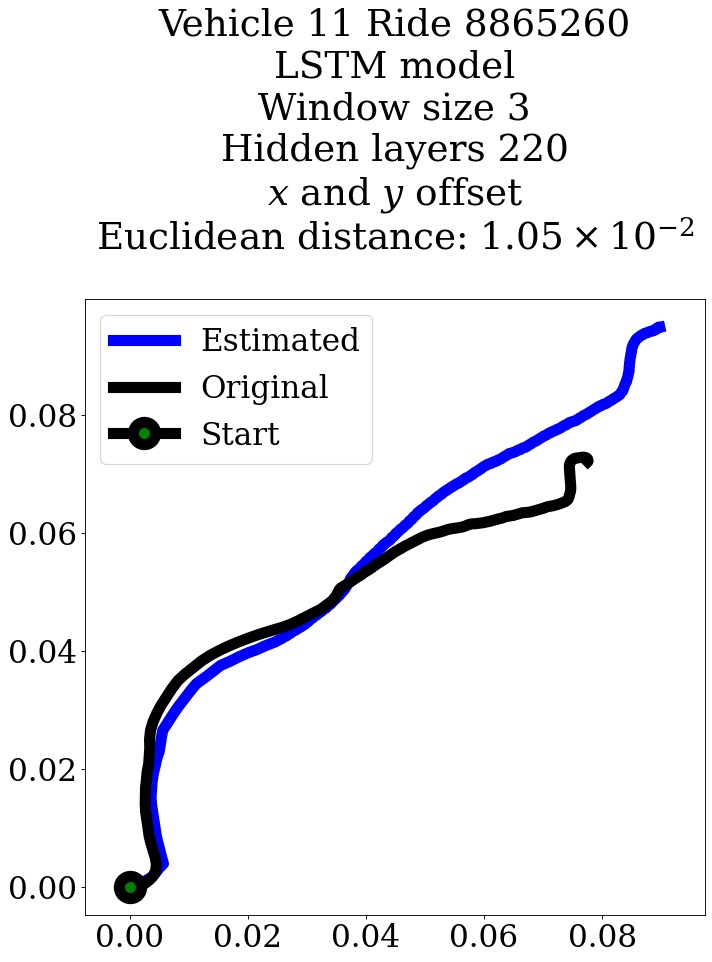 Vehicle 11 Ride 8865260
LSTM model
Window size 3
Hidden layers 220
x and y offset
Euclidean distance: 1.05 × 10⁻²
Estimated
Original
Start
0.08
0.06
0.04
0.02
0.00
0.00 0.02 0.04 0.06 0.08